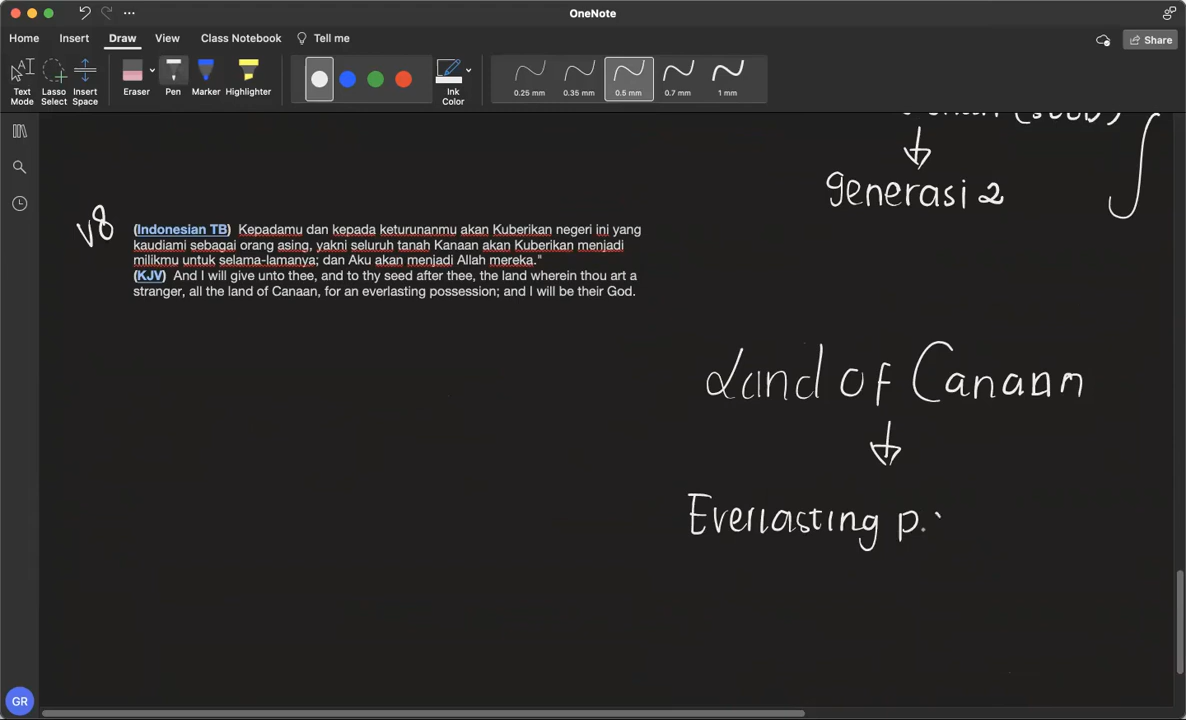 OneNote
Home Insert Draw View Class Notebook Tell me
Share
Text Mode
Lasso Select
Insert Space
Eraser
Pen
Marker
Highlighter
Ink Color
0.25 mm
0.35 mm
0.5 mm
0.7 mm
1 mm
generasi 2
v8
(Indonesian TB) Kepadamu dan kepada keturunanmu akan Kuberikan negeri ini yang
kaudiami sebagai orang asing, yakni seluruh tanah Kanaan akan Kuberikan menjadi
milikmu untuk selama-lamanya; dan Aku akan menjadi Allah mereka."
(KJV) And I will give unto thee, and to thy seed after thee, the land wherein thou art a
stranger, all the land of Canaan, for an everlasting possession; and I will be their God.
Land of Canaan
Everlasting p.
GR